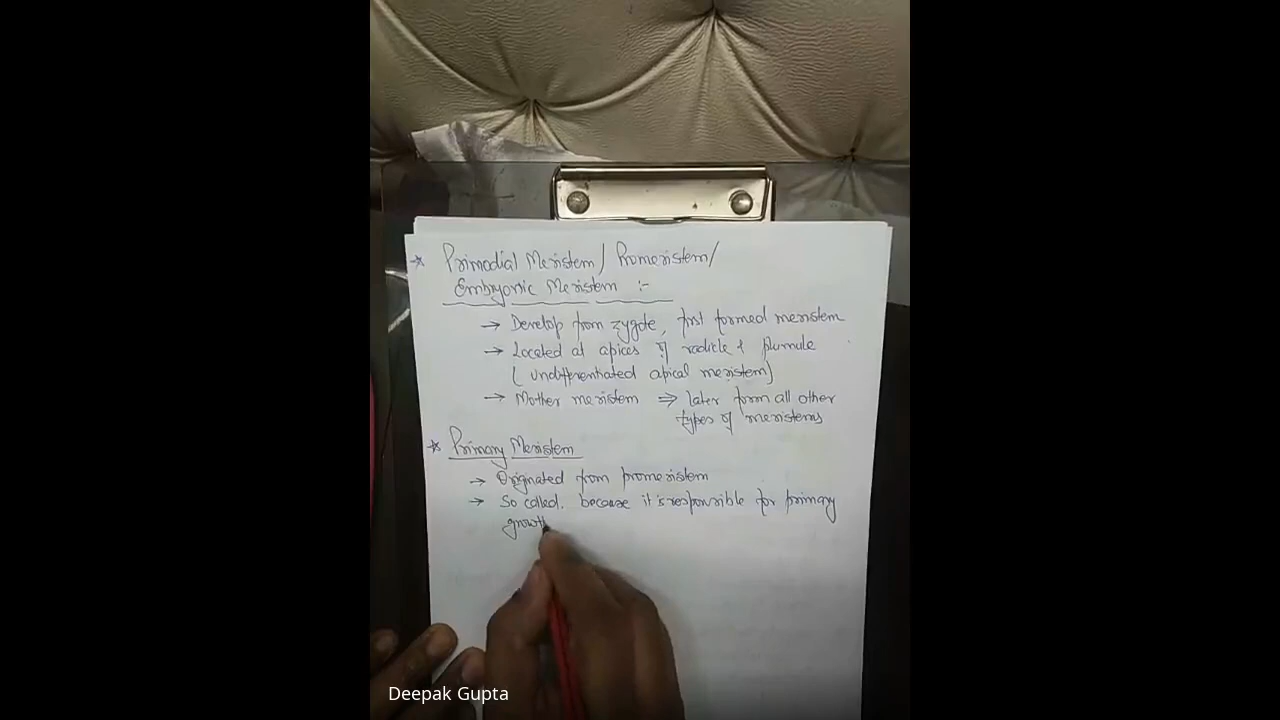 * Primodial Meristem / Promeristem /
Embryonic Meristem :-
→ Develop from zygote, first formed meristem
→ Located at apices of radicle & plumule
( undifferentiated apical meristem )
→ Mother meristem ⇒ Later form all other
types of meristems
* Primary Meristem
→ Originated from promeristem
→ So called. because it is responsible for primary
growth
Deepak Gupta